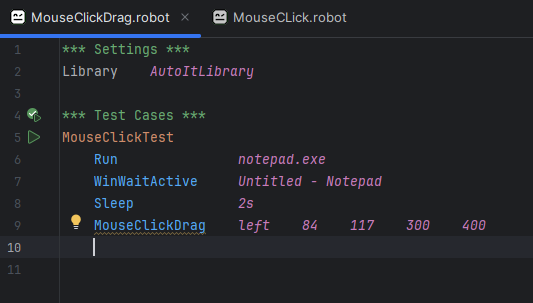 MouseClickDrag.robot × MouseCLick.robot
1 *** Settings ***
2 Library AutoItLibrary
3
4 *** Test Cases ***
5 MouseClickTest
6 Run notepad.exe
7 WinWaitActive Untitled - Notepad
8 Sleep 2s
9 MouseClickDrag left 84 117 300 400
10
11